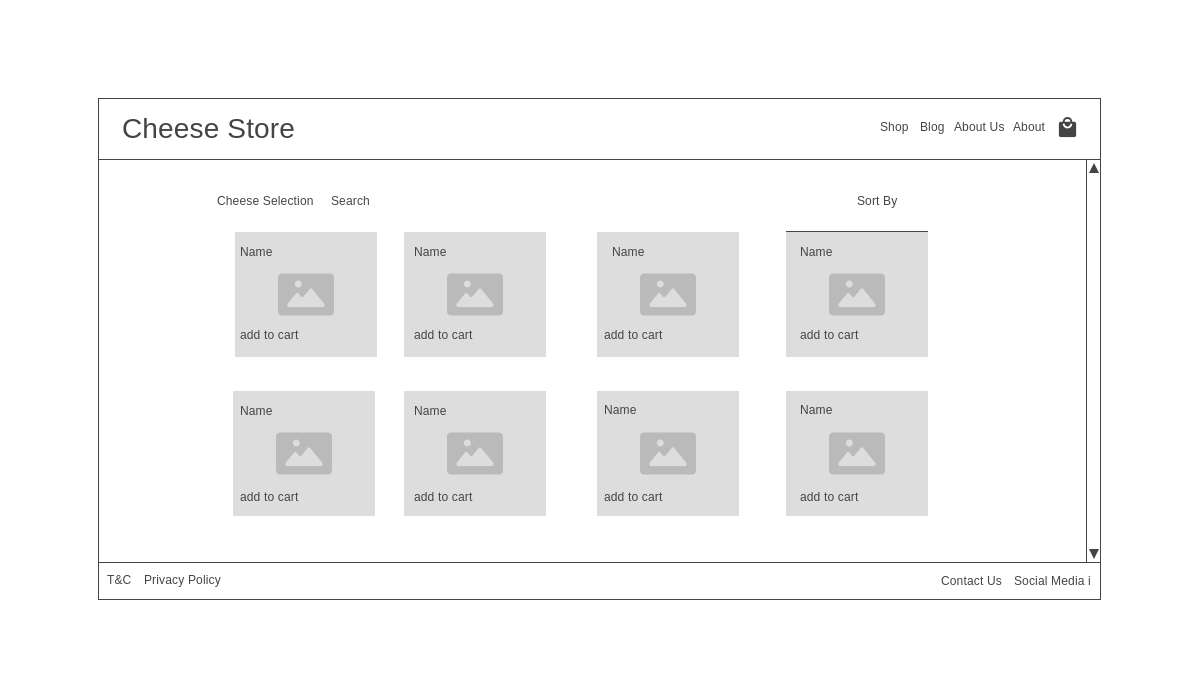 Cheese Store
Shop Blog About Us About
Cheese Selection Search Sort By
Name Name Name Name
add to cart add to cart add to cart add to cart
Name Name Name Name
add to cart add to cart add to cart add to cart
T&C Privacy Policy Contact Us Social Media i